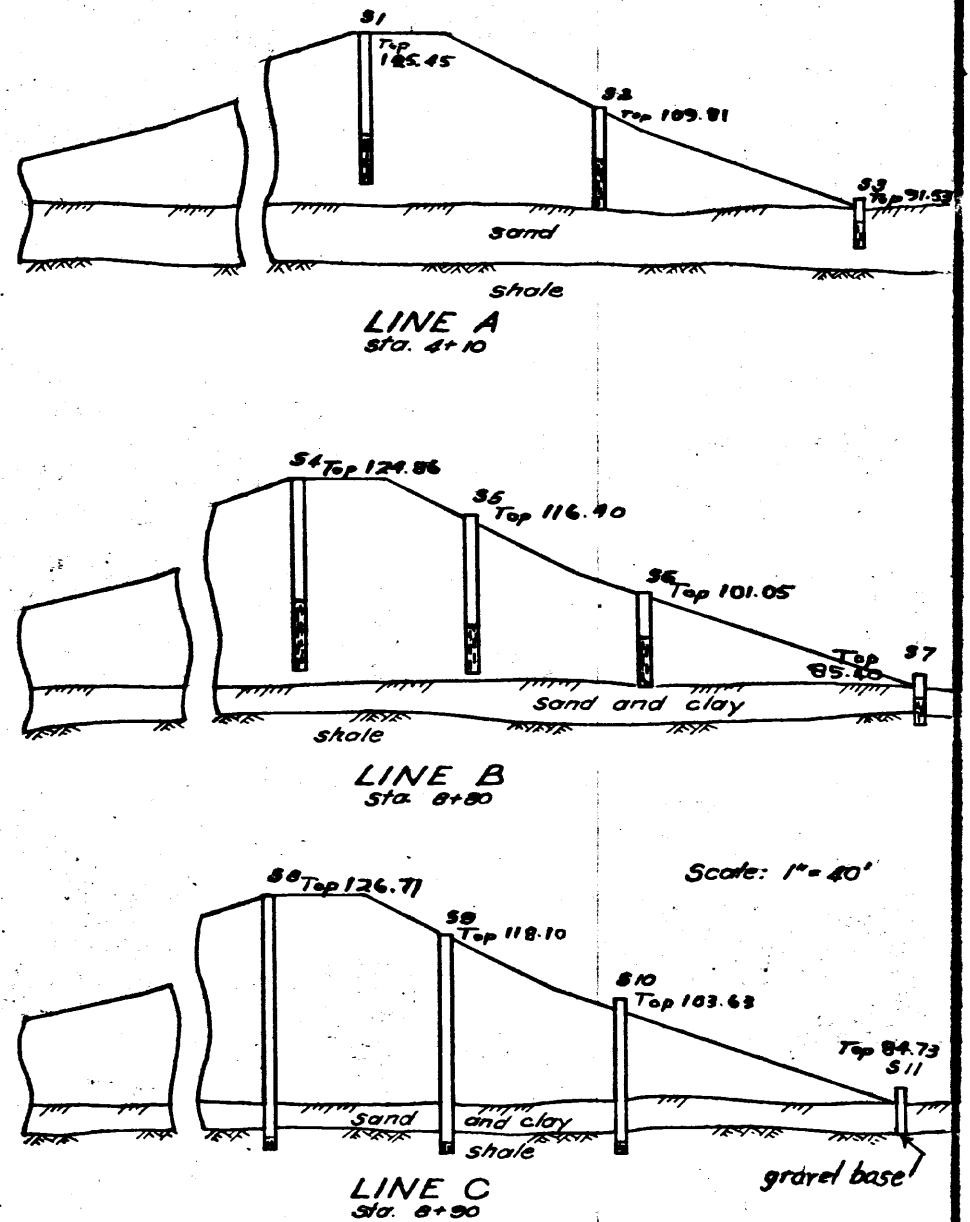 S1
Top
125.45
S2
Top 109.81
S3
Top 91.53
sand
shale
LINE A
sta. 4+10
S4 Top 124.86
S5
Top 116.40
S6
Top 101.05
Top
85.40
S7
sand and clay
shale
LINE B
sta. 8+80
Scale: 1"=40'
S8 Top 126.71
S9
Top 118.10
S10
Top 103.63
Top 84.73
S11
sand and clay
shale
gravel base
LINE C
sta. 8+90